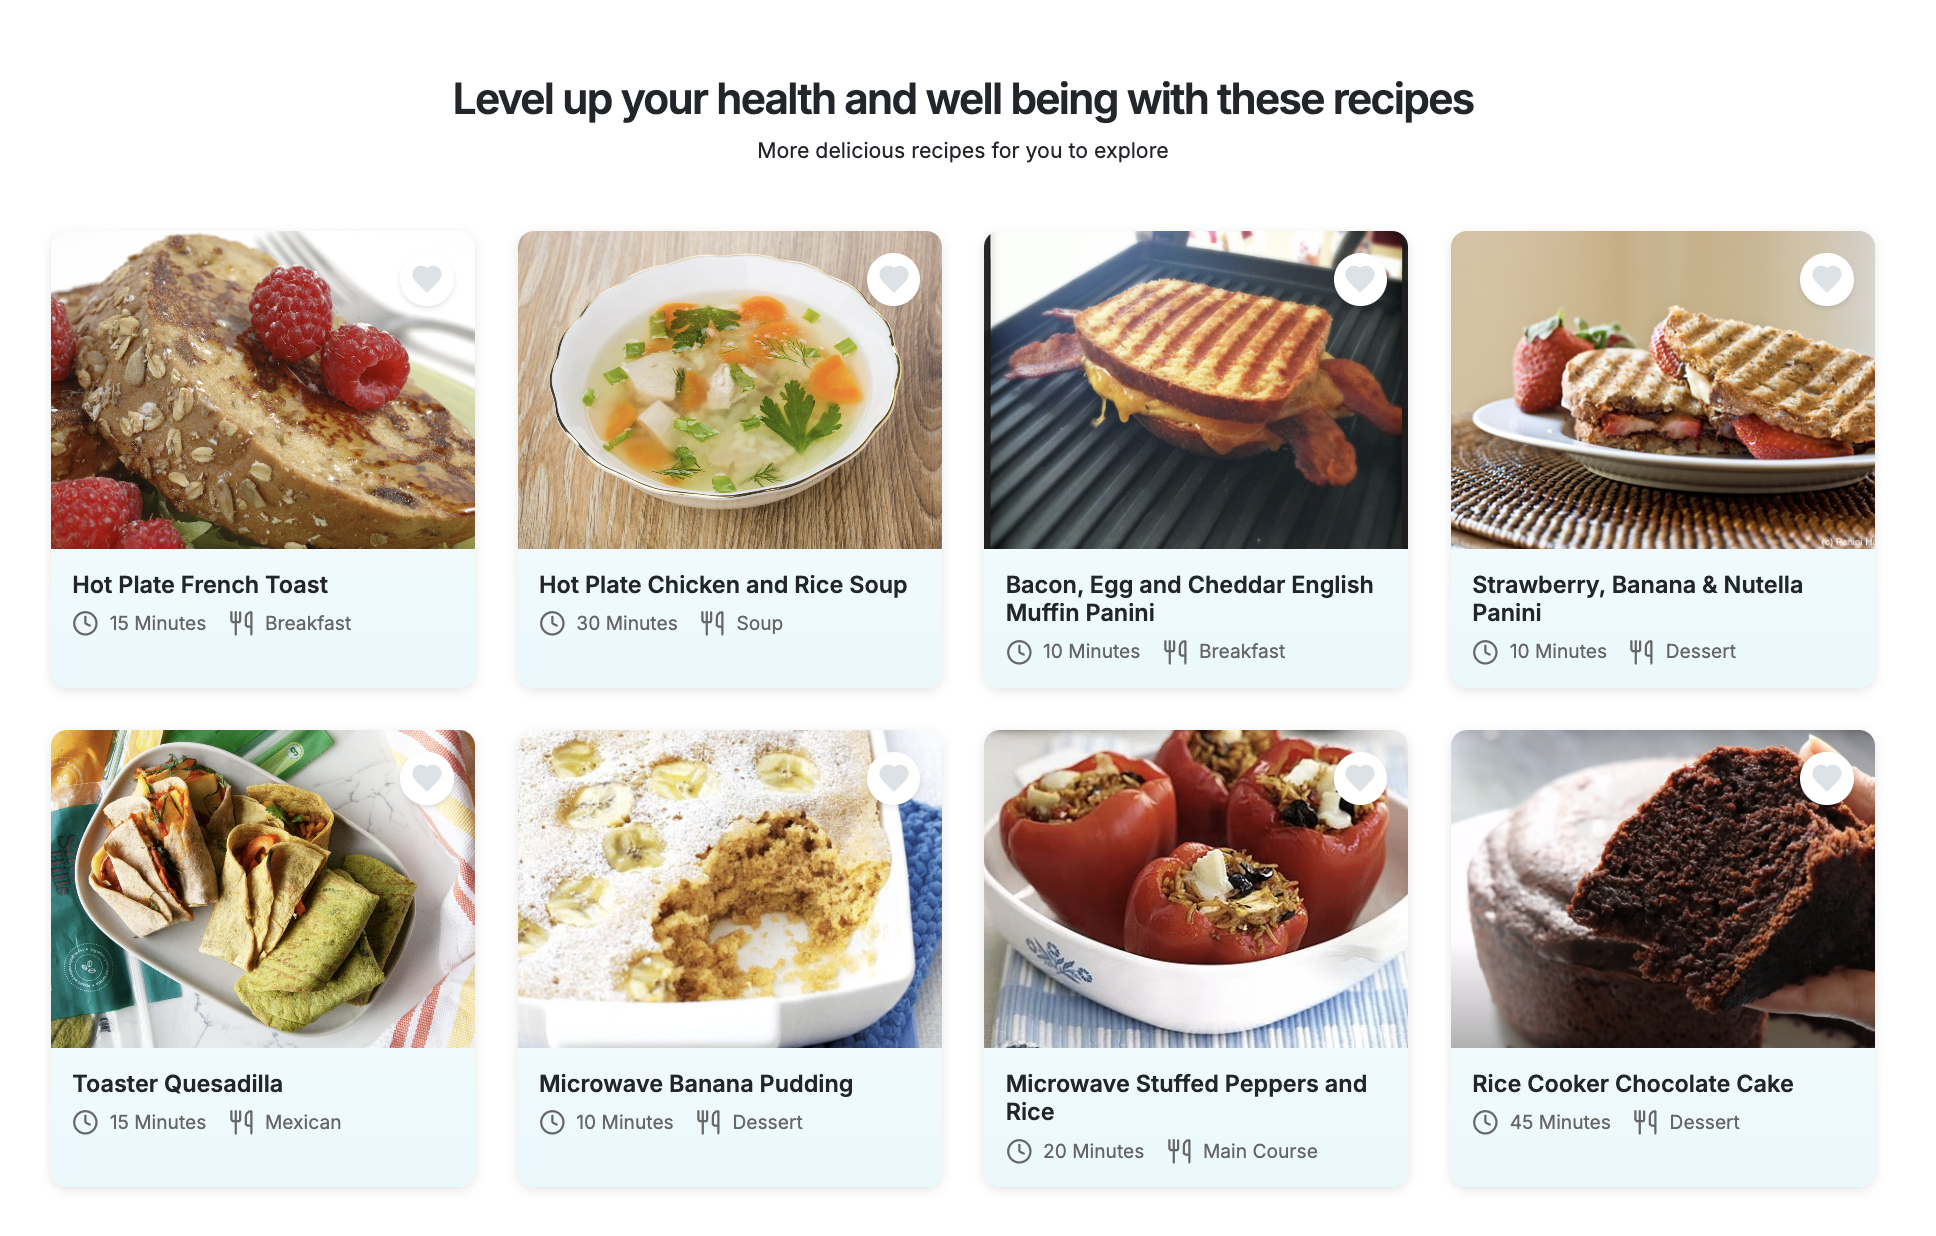 Level up your health and well being with these recipes
More delicious recipes for you to explore
Hot Plate French Toast
15 Minutes Breakfast
Hot Plate Chicken and Rice Soup
30 Minutes Soup
Bacon, Egg and Cheddar English
Muffin Panini
10 Minutes Breakfast
Strawberry, Banana & Nutella
Panini
10 Minutes Dessert
Toaster Quesadilla
15 Minutes Mexican
Microwave Banana Pudding
10 Minutes Dessert
Microwave Stuffed Peppers and
Rice
20 Minutes Main Course
Rice Cooker Chocolate Cake
45 Minutes Dessert